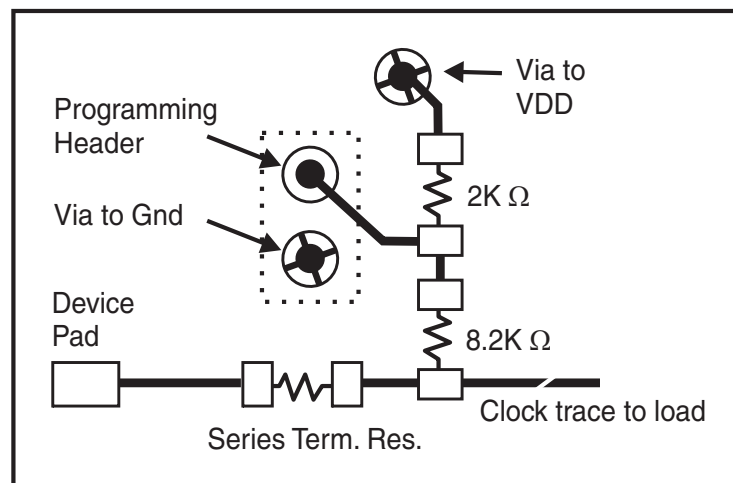 Via to
VDD
Programming
Header
2K Ω
Via to Gnd
Device
Pad
8.2K Ω
Clock trace to load
Series Term. Res.